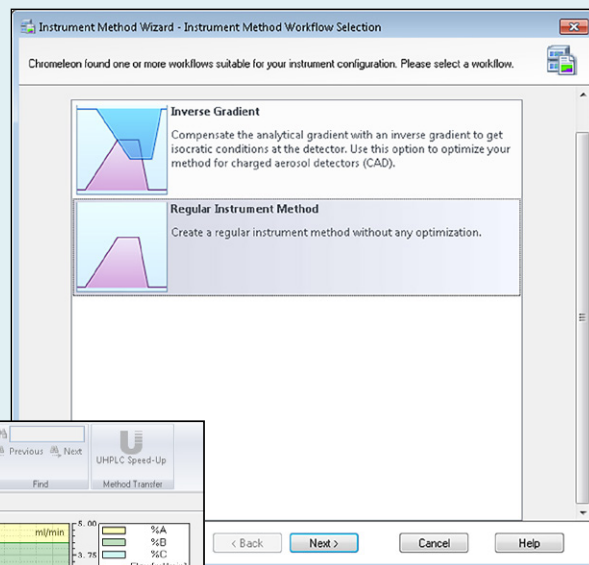 Instrument Method Wizard - Instrument Method Workflow Selection
Chromeleon found one or more workflows suitable for your instrument configuration. Please select a workflow.
Inverse Gradient
Compensate the analytical gradient with an inverse gradient to get
isocratic conditions at the detector. Use this option to optimize your
method for charged aerosol detectors (CAD).
Regular Instrument Method
Create a regular instrument method without any optimization.
Previous Next
Find
UHPLC Speed-Up
Method Transfer
ml/min
5.00
%A
%B
3.75
%C
< Back
Next >
Cancel
Help